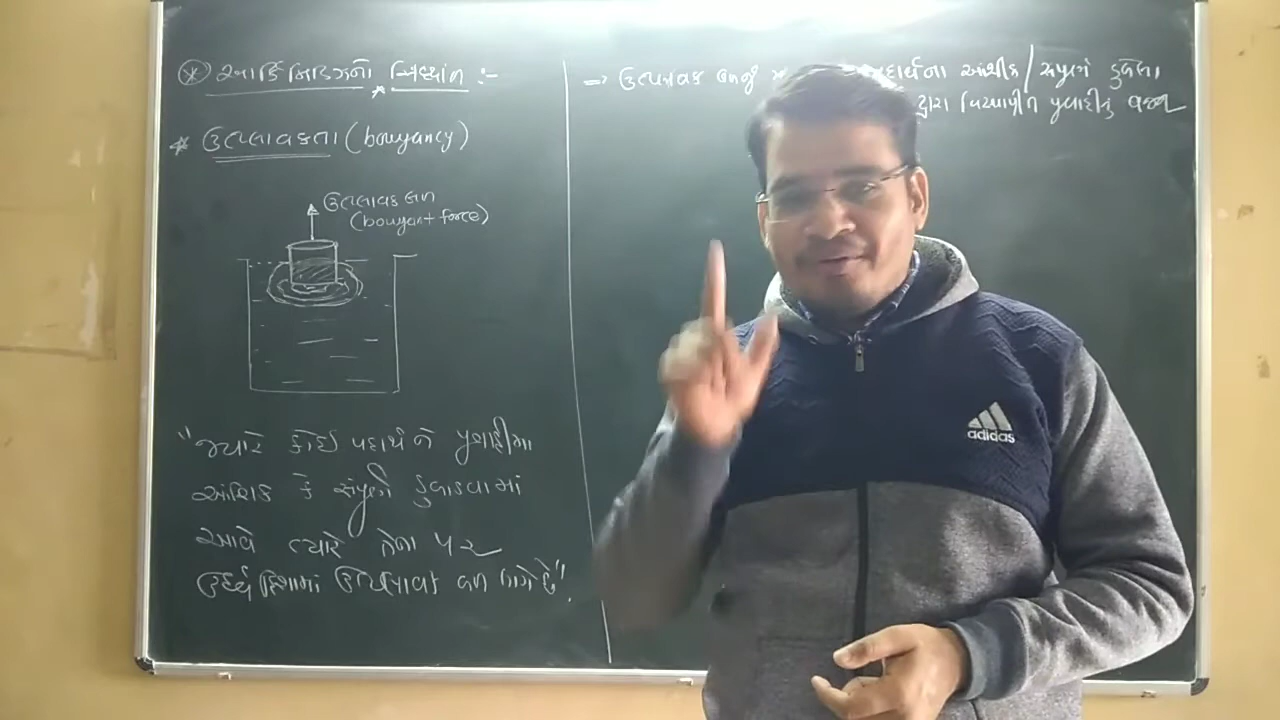 * આર્કિમિડિઝનો સિધ્ધાંત :-
* ઉત્પ્લાવકતા (bouyancy)
ઉત્પ્લાવક બળ
(bouyant force)
"જ્યારે કોઈ પદાર્થને પ્રવાહીમાં
આંશિક કે સંપૂર્ણ ડુબાડવામાં
આવે ત્યારે તેના પર
ઉર્ધ્વ દિશામાં ઉત્પ્લાવક બળ લાગે છે".
⇒ ઉત્પ્લાવક બળનું
પદાર્થના આંશીક / સંપૂર્ણ ડુબેલા
દ્વારા વિસ્થાપીત પ્રવાહીનું વજન
adidas